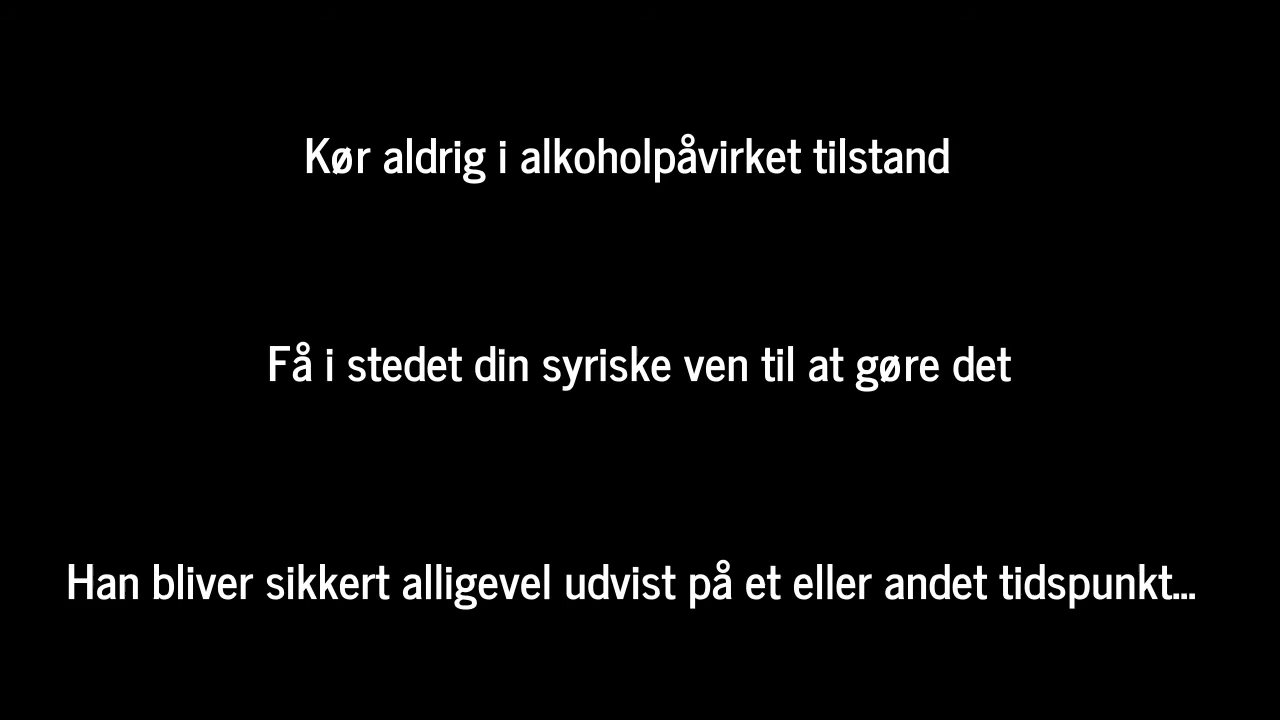 Kør aldrig i alkoholpåvirket tilstand
Få i stedet din syriske ven til at gøre det
Han bliver sikkert alligevel udvist på et eller andet tidspunkt...